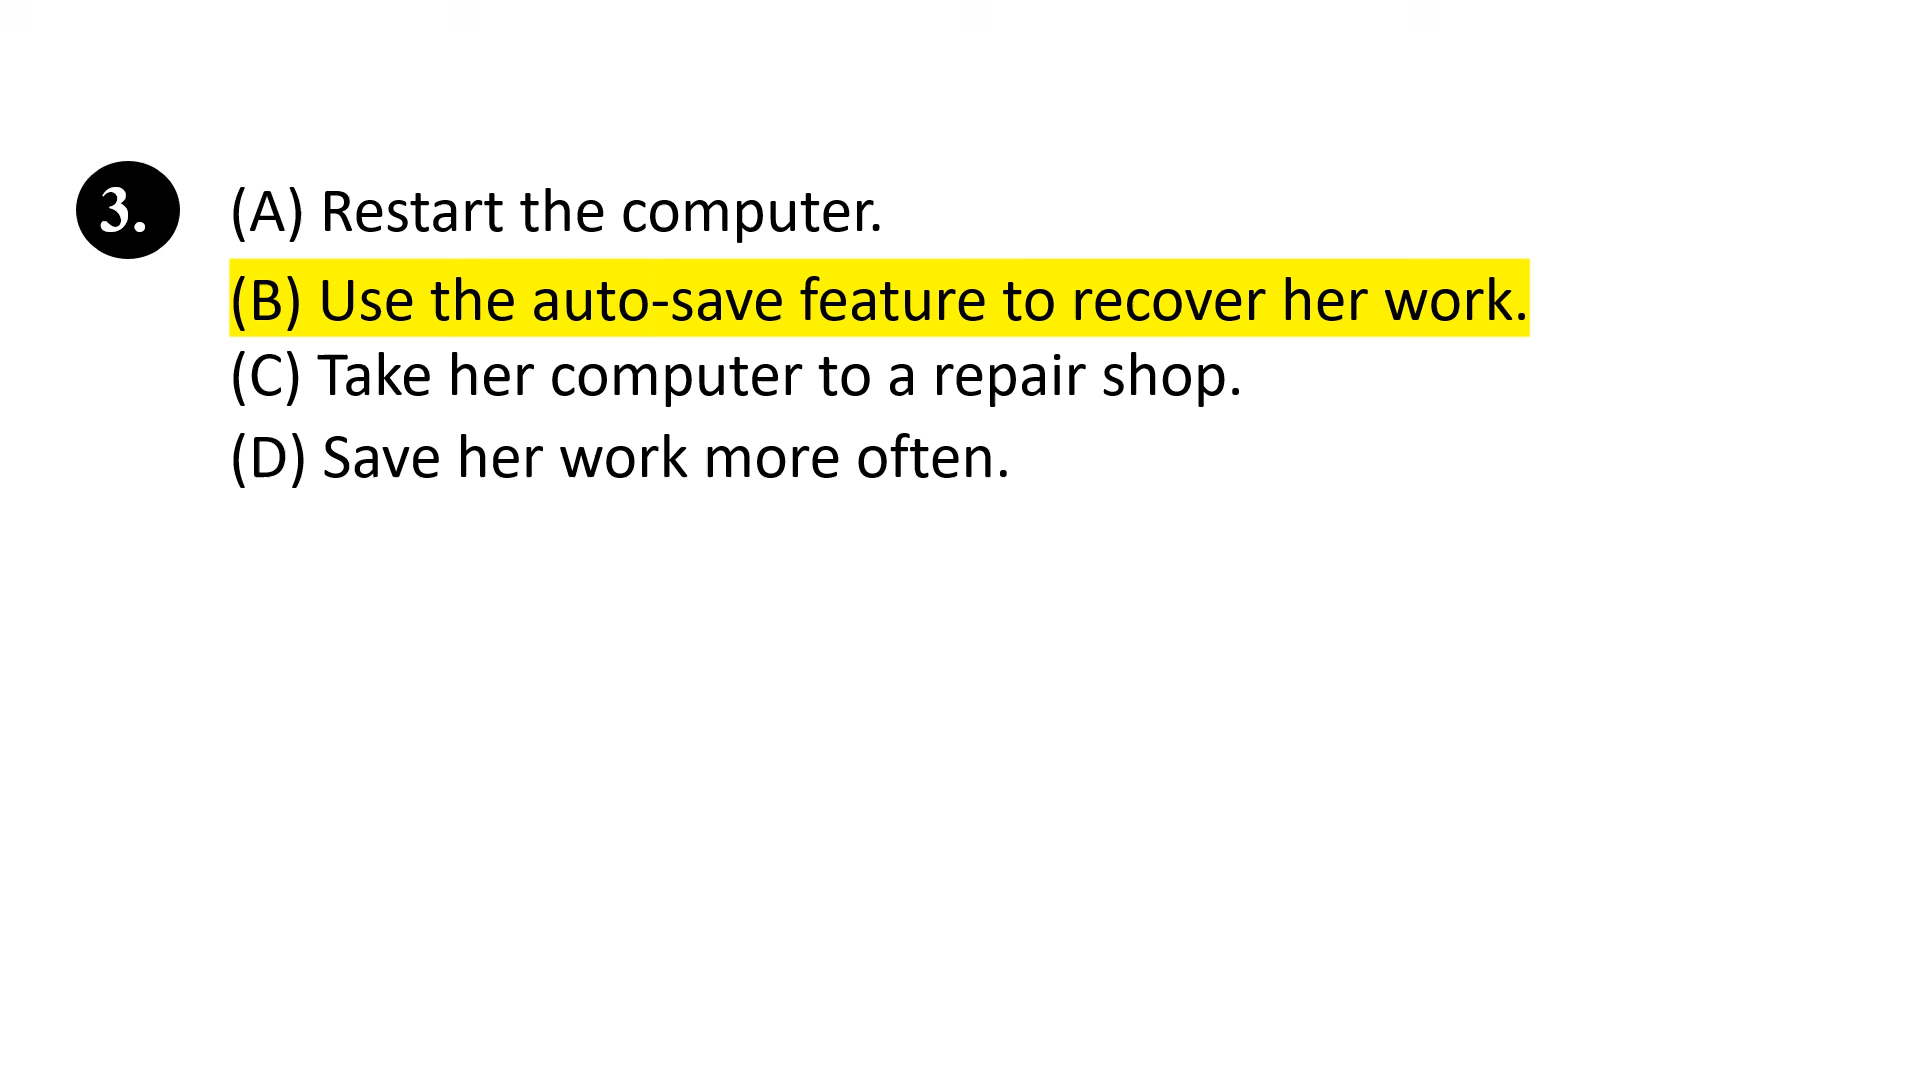 3. (A) Restart the computer.
(B) Use the auto-save feature to recover her work.
(C) Take her computer to a repair shop.
(D) Save her work more often.